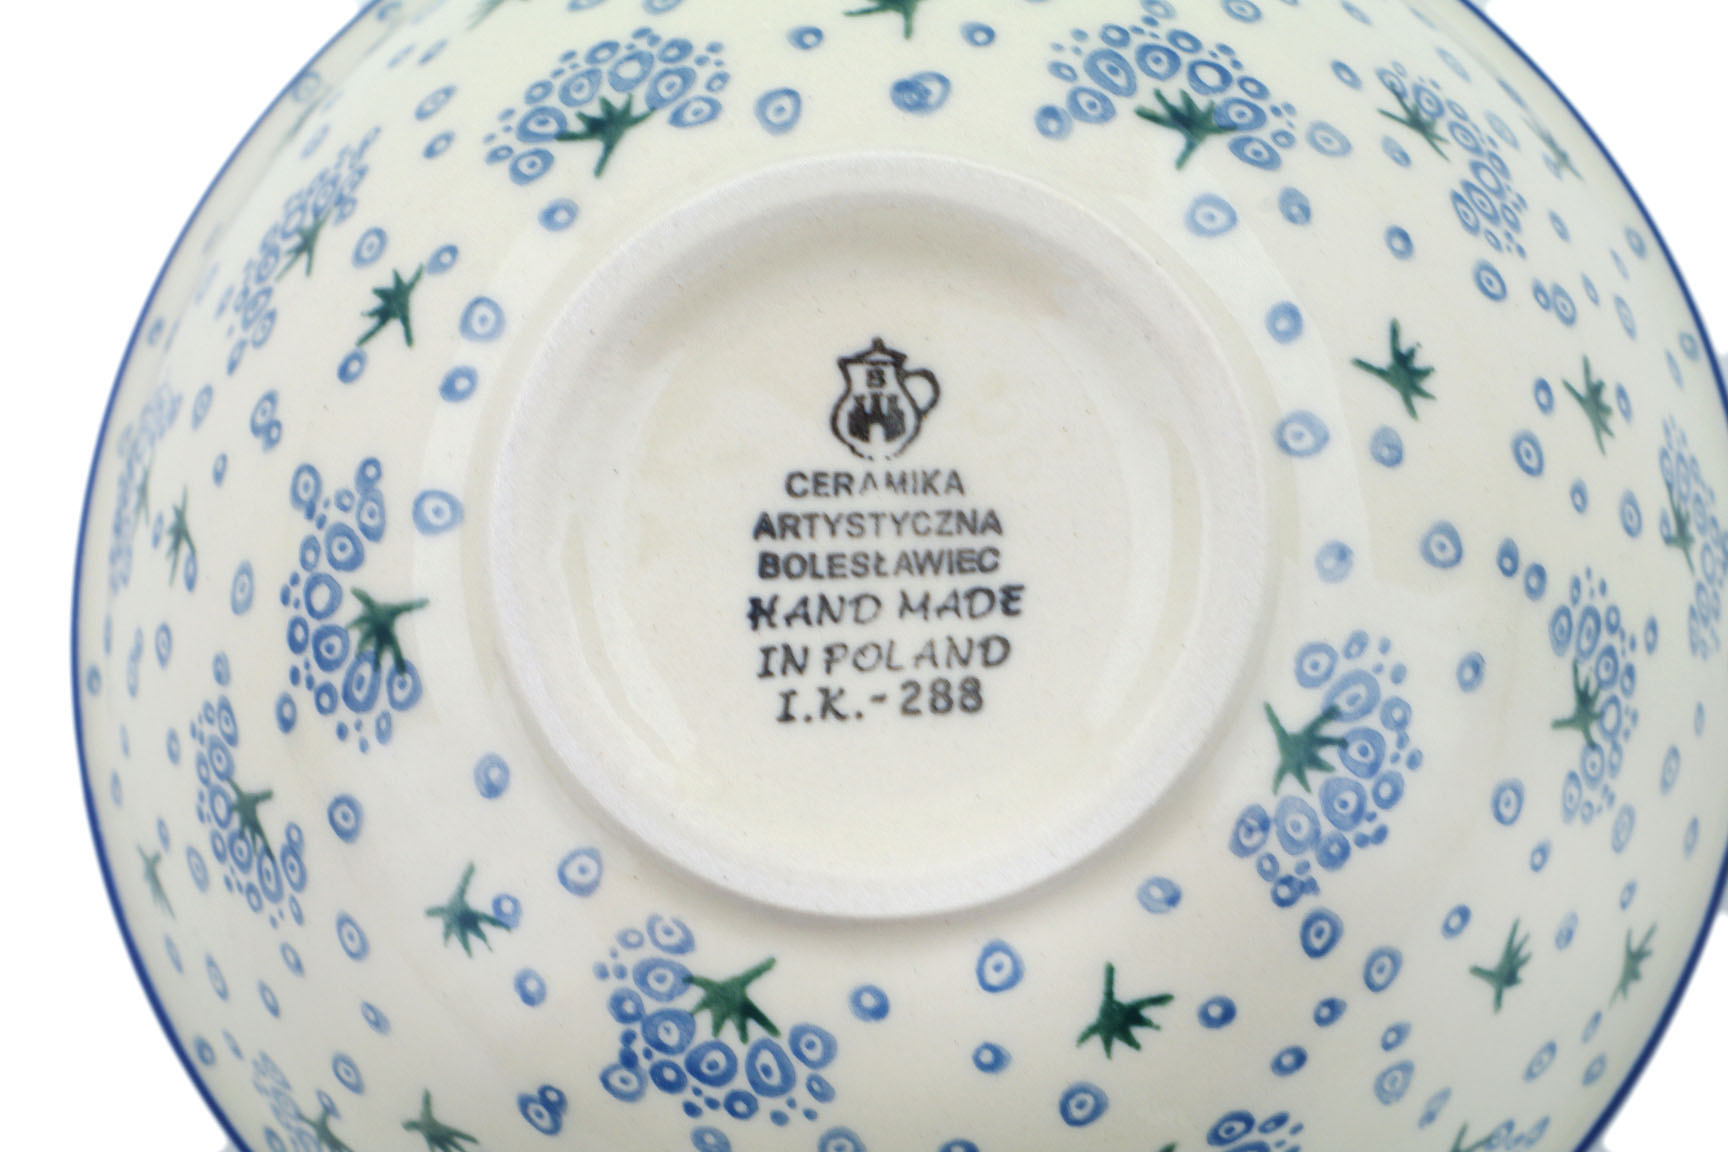 B
CERAMIKA
ARTYSTYCZNA
BOLESŁAWIEC
HAND MADE
IN POLAND
I.K.-288